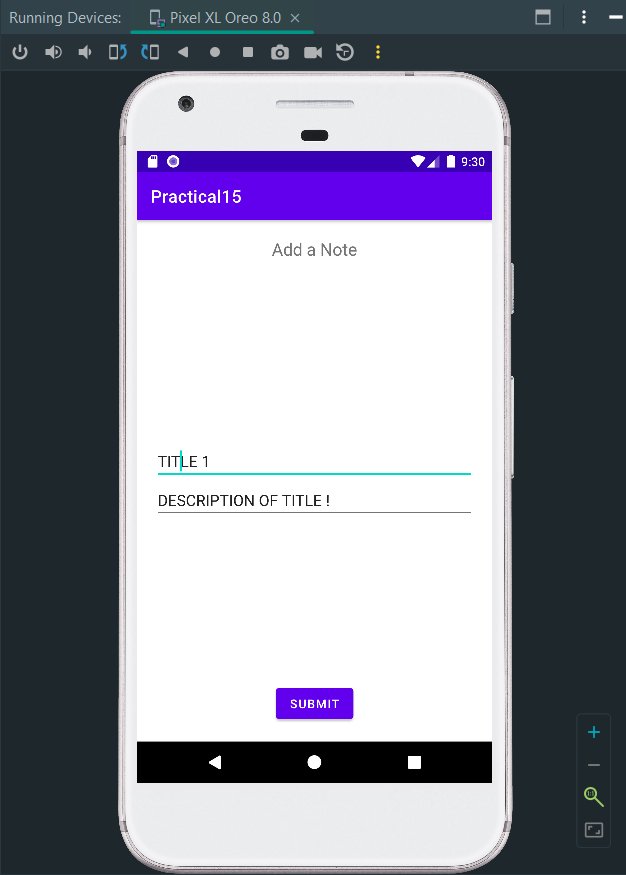 Running Devices: Pixel XL Oreo 8.0
9:30
Practical15
Add a Note
TITLE 1
DESCRIPTION OF TITLE !
SUBMIT